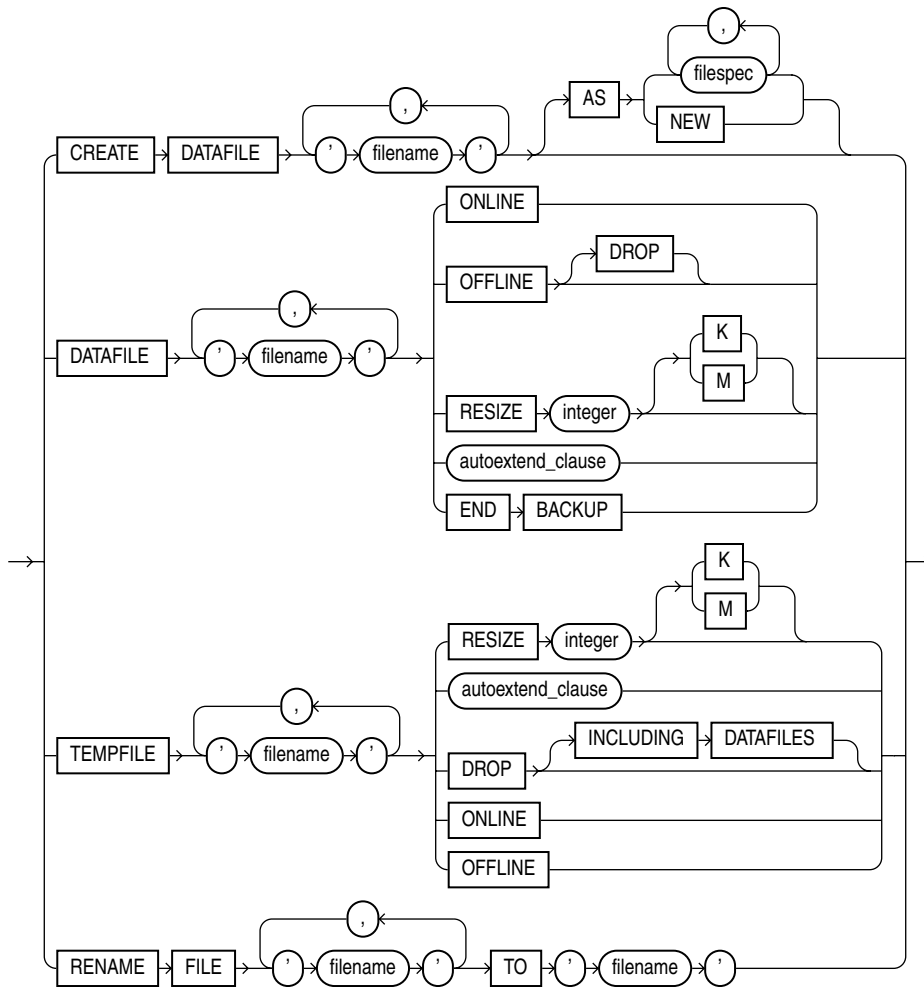 ,
filespec
AS
NEW
,
CREATE DATAFILE ' filename '
ONLINE
DROP
OFFLINE
,
DATAFILE ' filename '
K
M
RESIZE integer
autoextend_clause
END BACKUP
K
M
RESIZE integer
autoextend_clause
,
INCLUDING DATAFILES
TEMPFILE ' filename '
DROP
ONLINE
OFFLINE
,
RENAME FILE ' filename ' TO ' filename '